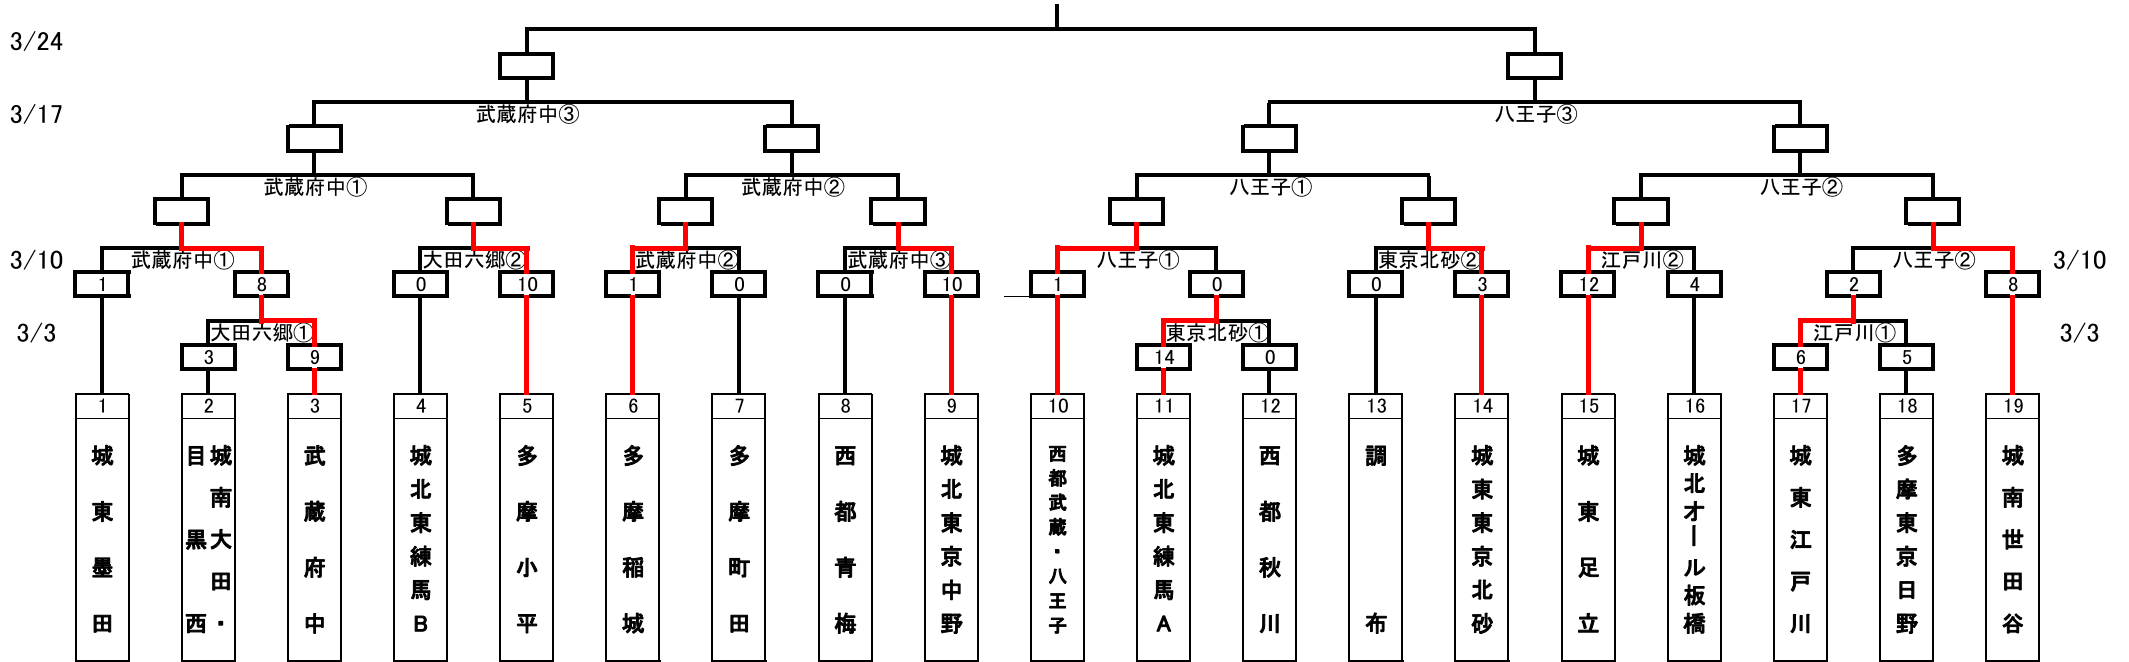 3/24
3/17
武蔵府中③
八王子③
武蔵府中①
武蔵府中②
八王子①
八王子②
3/10
武蔵府中①
大田六郷②
武蔵府中②
武蔵府中③
八王子①
東京北砂②
江戸川②
八王子②
3/10
1
8
0
10
1
0
0
10
1
0
0
3
12
4
2
8
3/3
大田六郷①
東京北砂①
江戸川①
3/3
3
9
14
0
6
5
1
2
3
4
5
6
7
8
9
10
11
12
13
14
15
16
17
18
19
城東墨田
城南大田・
目黒西
武蔵府中
城北東練馬B
多摩小平
多摩稲城
多摩町田
西都青梅
城北東京中野
西都武蔵・八王子
城北東練馬A
西都秋川
調布
城東東京北砂
城東足立
城北オール板橋
城東江戸川
多摩東京日野
城南世田谷